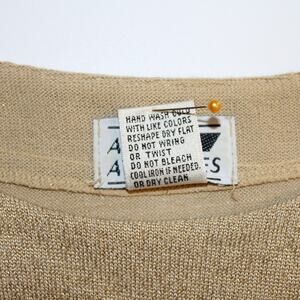 HAND WASH COLD
WITH LIKE COLORS
RESHAPE DRY FLAT
DO NOT WRING
OR TWIST
DO NOT BLEACH
COOL IRON IF NEEDED.
OR DRY CLEAN